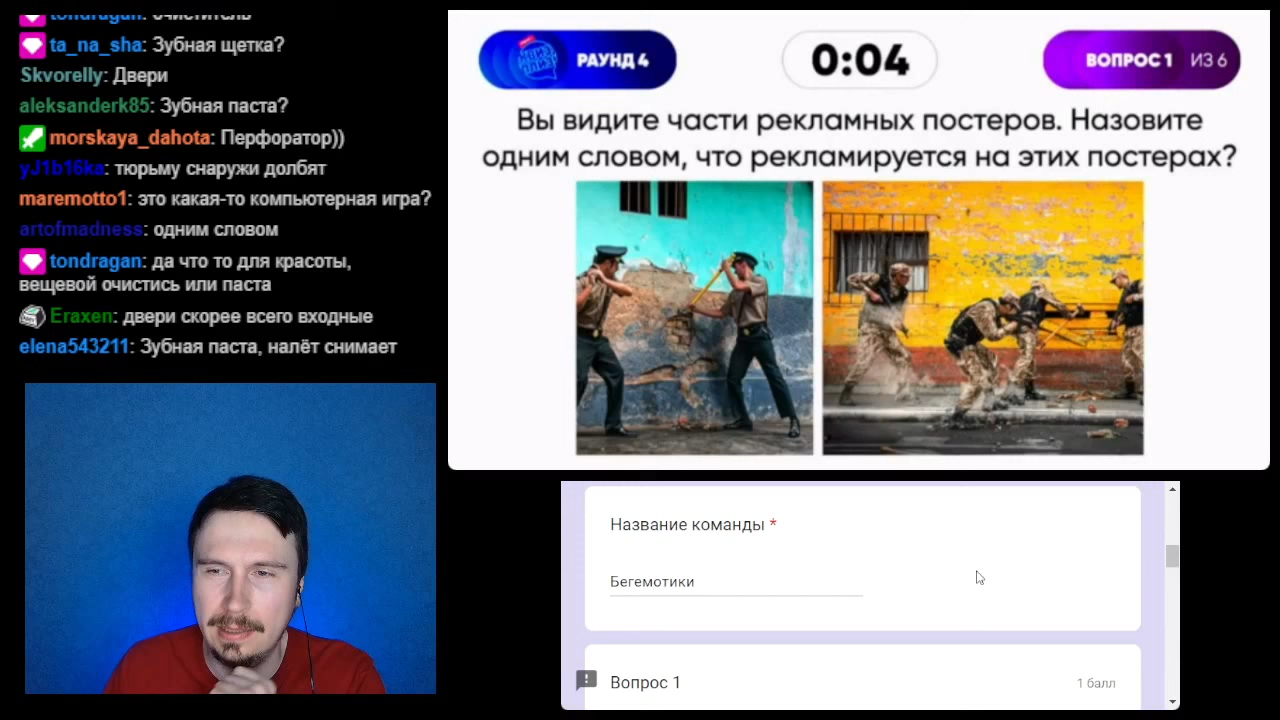 tondragan: очиститель
ta_na_sha: Зубная щетка?
Skvorelly: Двери
aleksanderk85: Зубная паста?
morskaya_dahota: Перфоратор))
yJ1b16ka: тюрьму снаружи долбят
maremotto1: это какая-то компьютерная игра?
artofmadness: одним словом
tondragan: да что то для красоты,
вещевой очистись или паста
Eraxen: двери скорее всего входные
elena543211: Зубная паста, налёт снимает
РАУНД 4
0:04
ВОПРОС 1 ИЗ 6
Вы видите части рекламных постеров. Назовите
одним словом, что рекламируется на этих постерах?
Название команды *
Бегемотики
Вопрос 1
1 балл